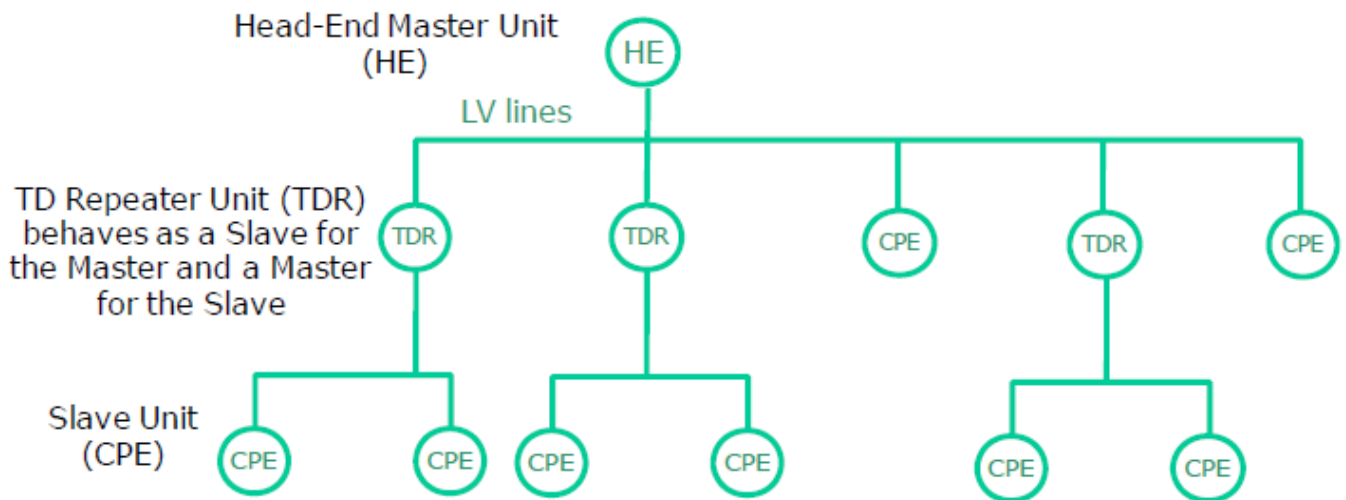 Head-End Master Unit
(HE)
HE
LV lines
TD Repeater Unit (TDR)
behaves as a Slave for
the Master and a Master
for the Slave
TDR
TDR
CPE
TDR
CPE
Slave Unit
(CPE)
CPE
CPE
CPE
CPE
CPE
CPE